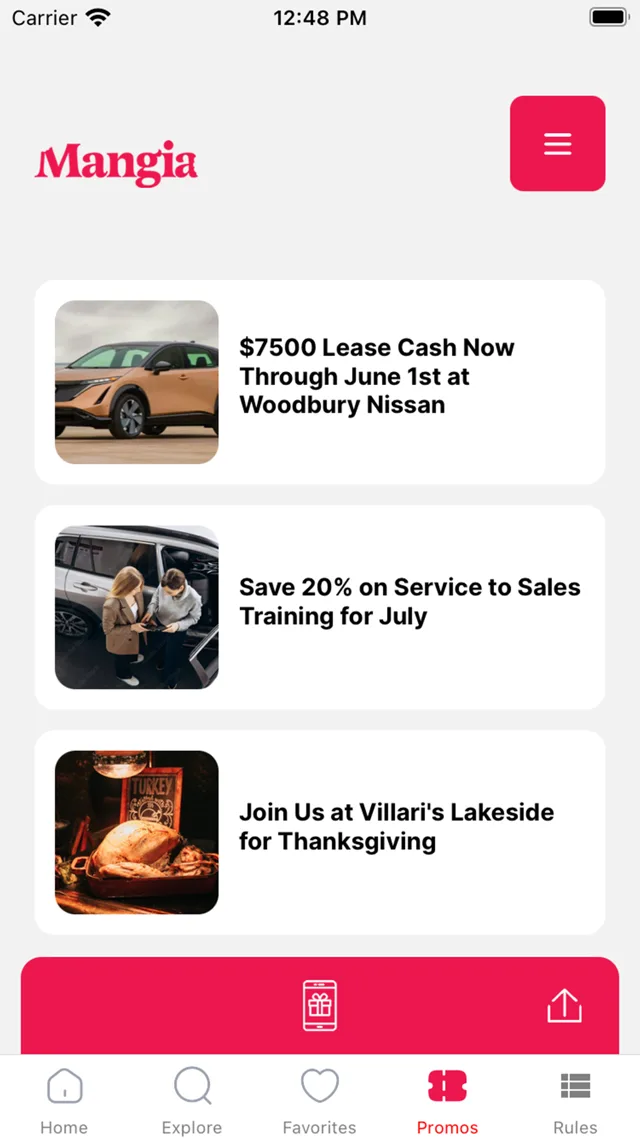 Carrier 12:48 PM
Mangia
$7500 Lease Cash Now
Through June 1st at
Woodbury Nissan
Save 20% on Service to Sales
Training for July
TURKEY
Join Us at Villari's Lakeside
for Thanksgiving
Home Explore Favorites Promos Rules